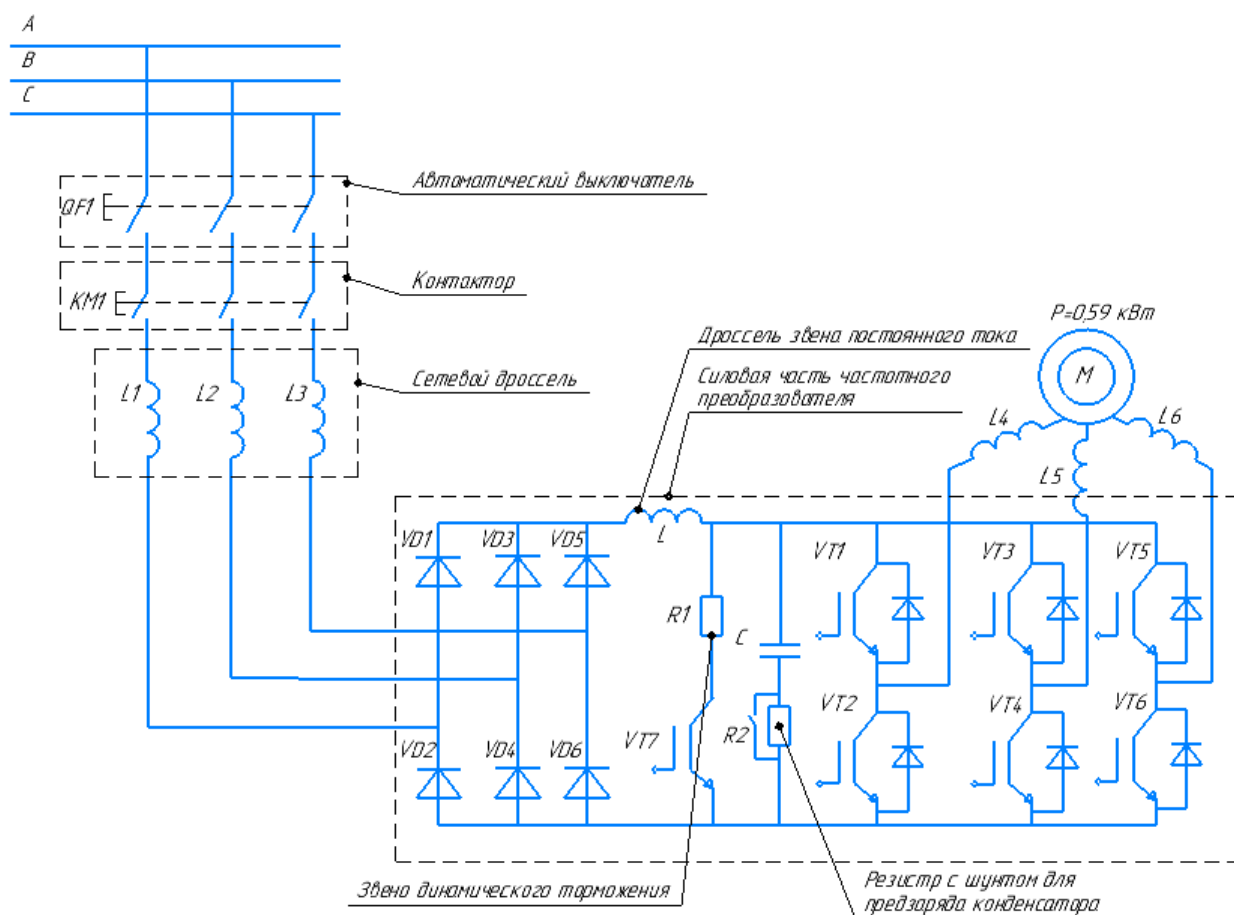 A
B
C
Автоматический выключатель
QF1
Контактор
KM1
P=0,59 кВт
Дроссель звена постоянного тока
M
Силовая часть частотного
преобразователя
Сетевой дроссель
L1
L2
L3
L4
L6
L5
L
VD1
VD3
VD5
VT1
VT3
VT5
R1
C
VT2
VT4
VT6
VD2
VD4
VD6
VT7
R2
Звено динамического торможения
Резистр с шунтом для
предзаряда конденсатора